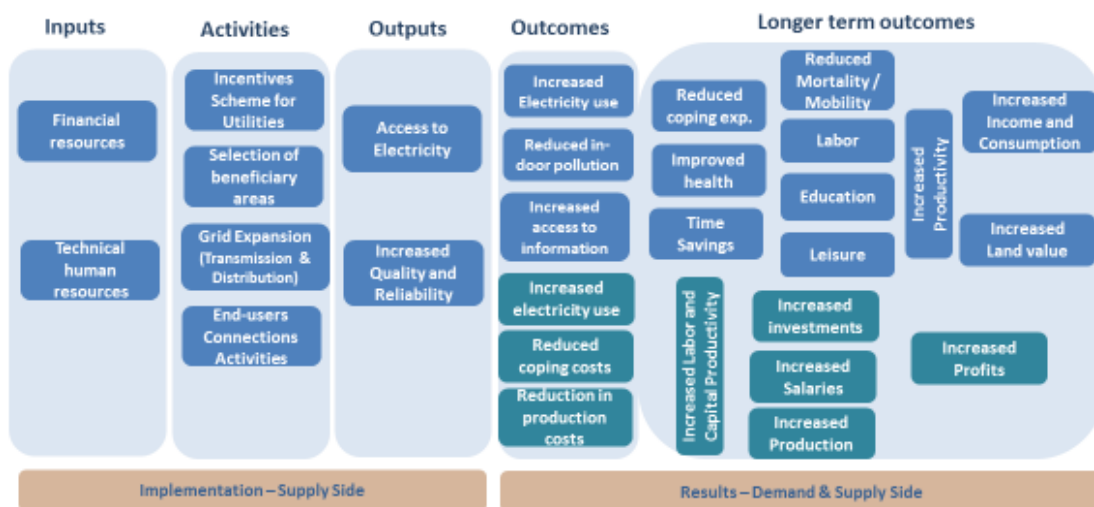 Inputs
Activities
Outputs
Outcomes
Longer term outcomes
Financial
resources
Technical
human
resources
Incentives
Scheme for
Utilities
Selection of
beneficiary
areas
Grid Expansion
(Transmission &
Distribution)
End-users
Connections
Activities
Access to
Electricity
Increased
Quality and
Reliability
Increased
Electricity use
Reduced in-
door pollution
Increased
access to
information
Increased
electricity use
Reduced
coping costs
Reduction in
production
costs
Reduced
coping exp.
Improved
health
Time
Savings
Reduced
Mortality /
Mobility
Labor
Education
Leisure
Increased
Productivity
Increased
Income and
Consumption
Increased
Land value
Increased Labor and
Capital Productivity
Increased
investments
Increased
Salaries
Increased
Production
Increased
Profits
Implementation – Supply Side
Results – Demand & Supply Side